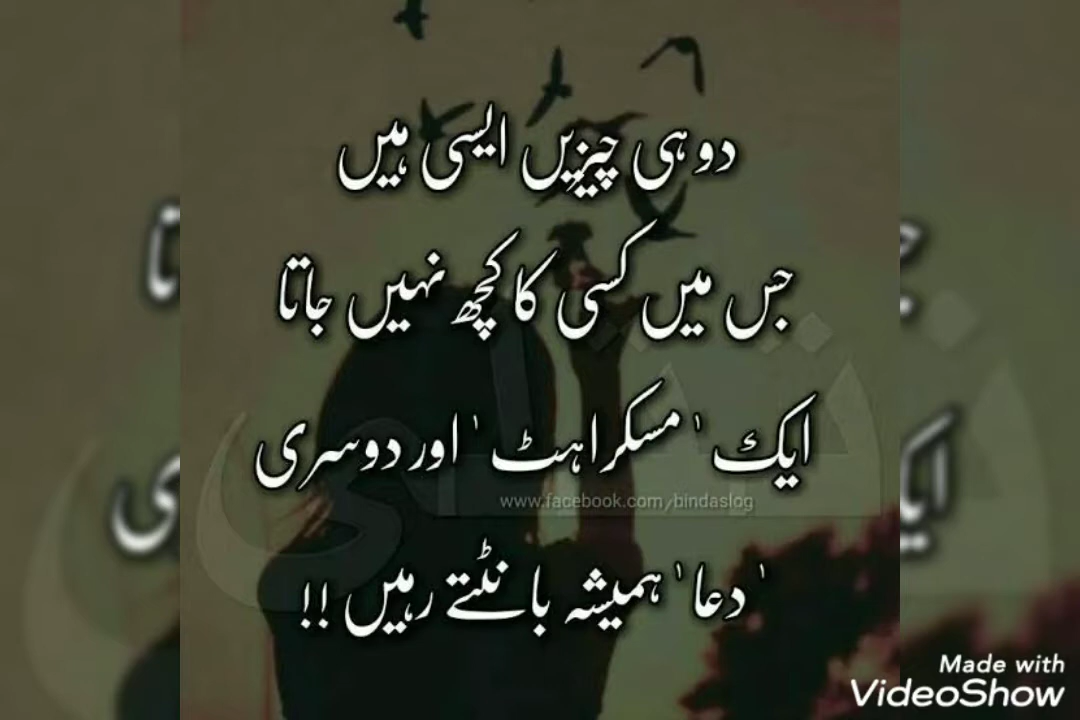 دو ہی چیزیں ایسی ہیں
جس میں کسی کا کچھ نہیں جاتا
ایک ' مسکراہٹ ' اور دوسری
www.facebook.com/bindaslog
' دعا ' ہمیشہ بانٹتے رہیں !!
Made with
VideoShow